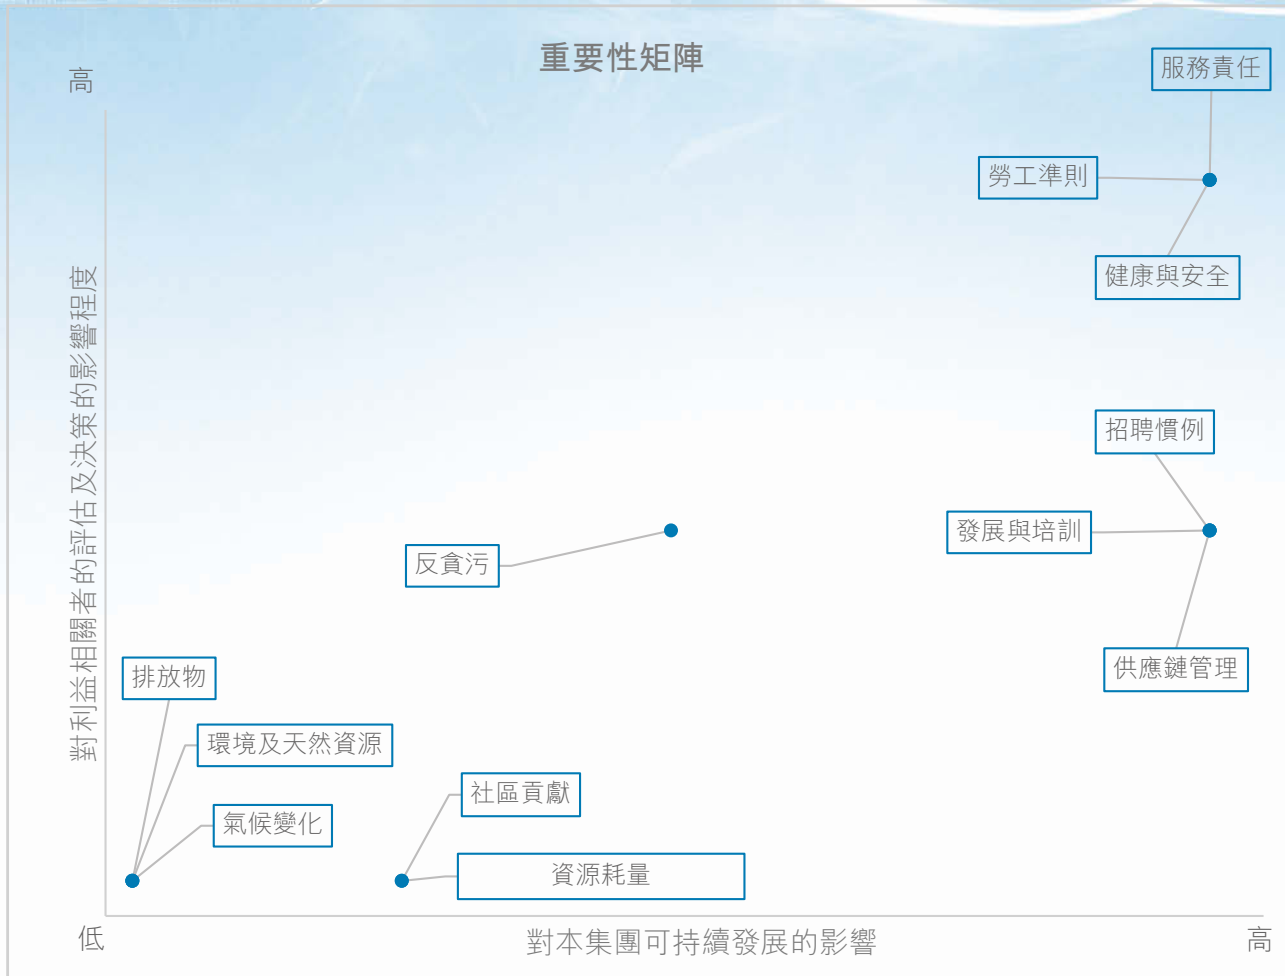 重要性矩陣
高
服務責任
勞工準則
健康與安全
對利益相關者的評估及決策的影響程度
招聘慣例
發展與培訓
反貪污
供應鏈管理
排放物
環境及天然資源
社區貢獻
氣候變化
資源耗量
低
對本集團可持續發展的影響
高